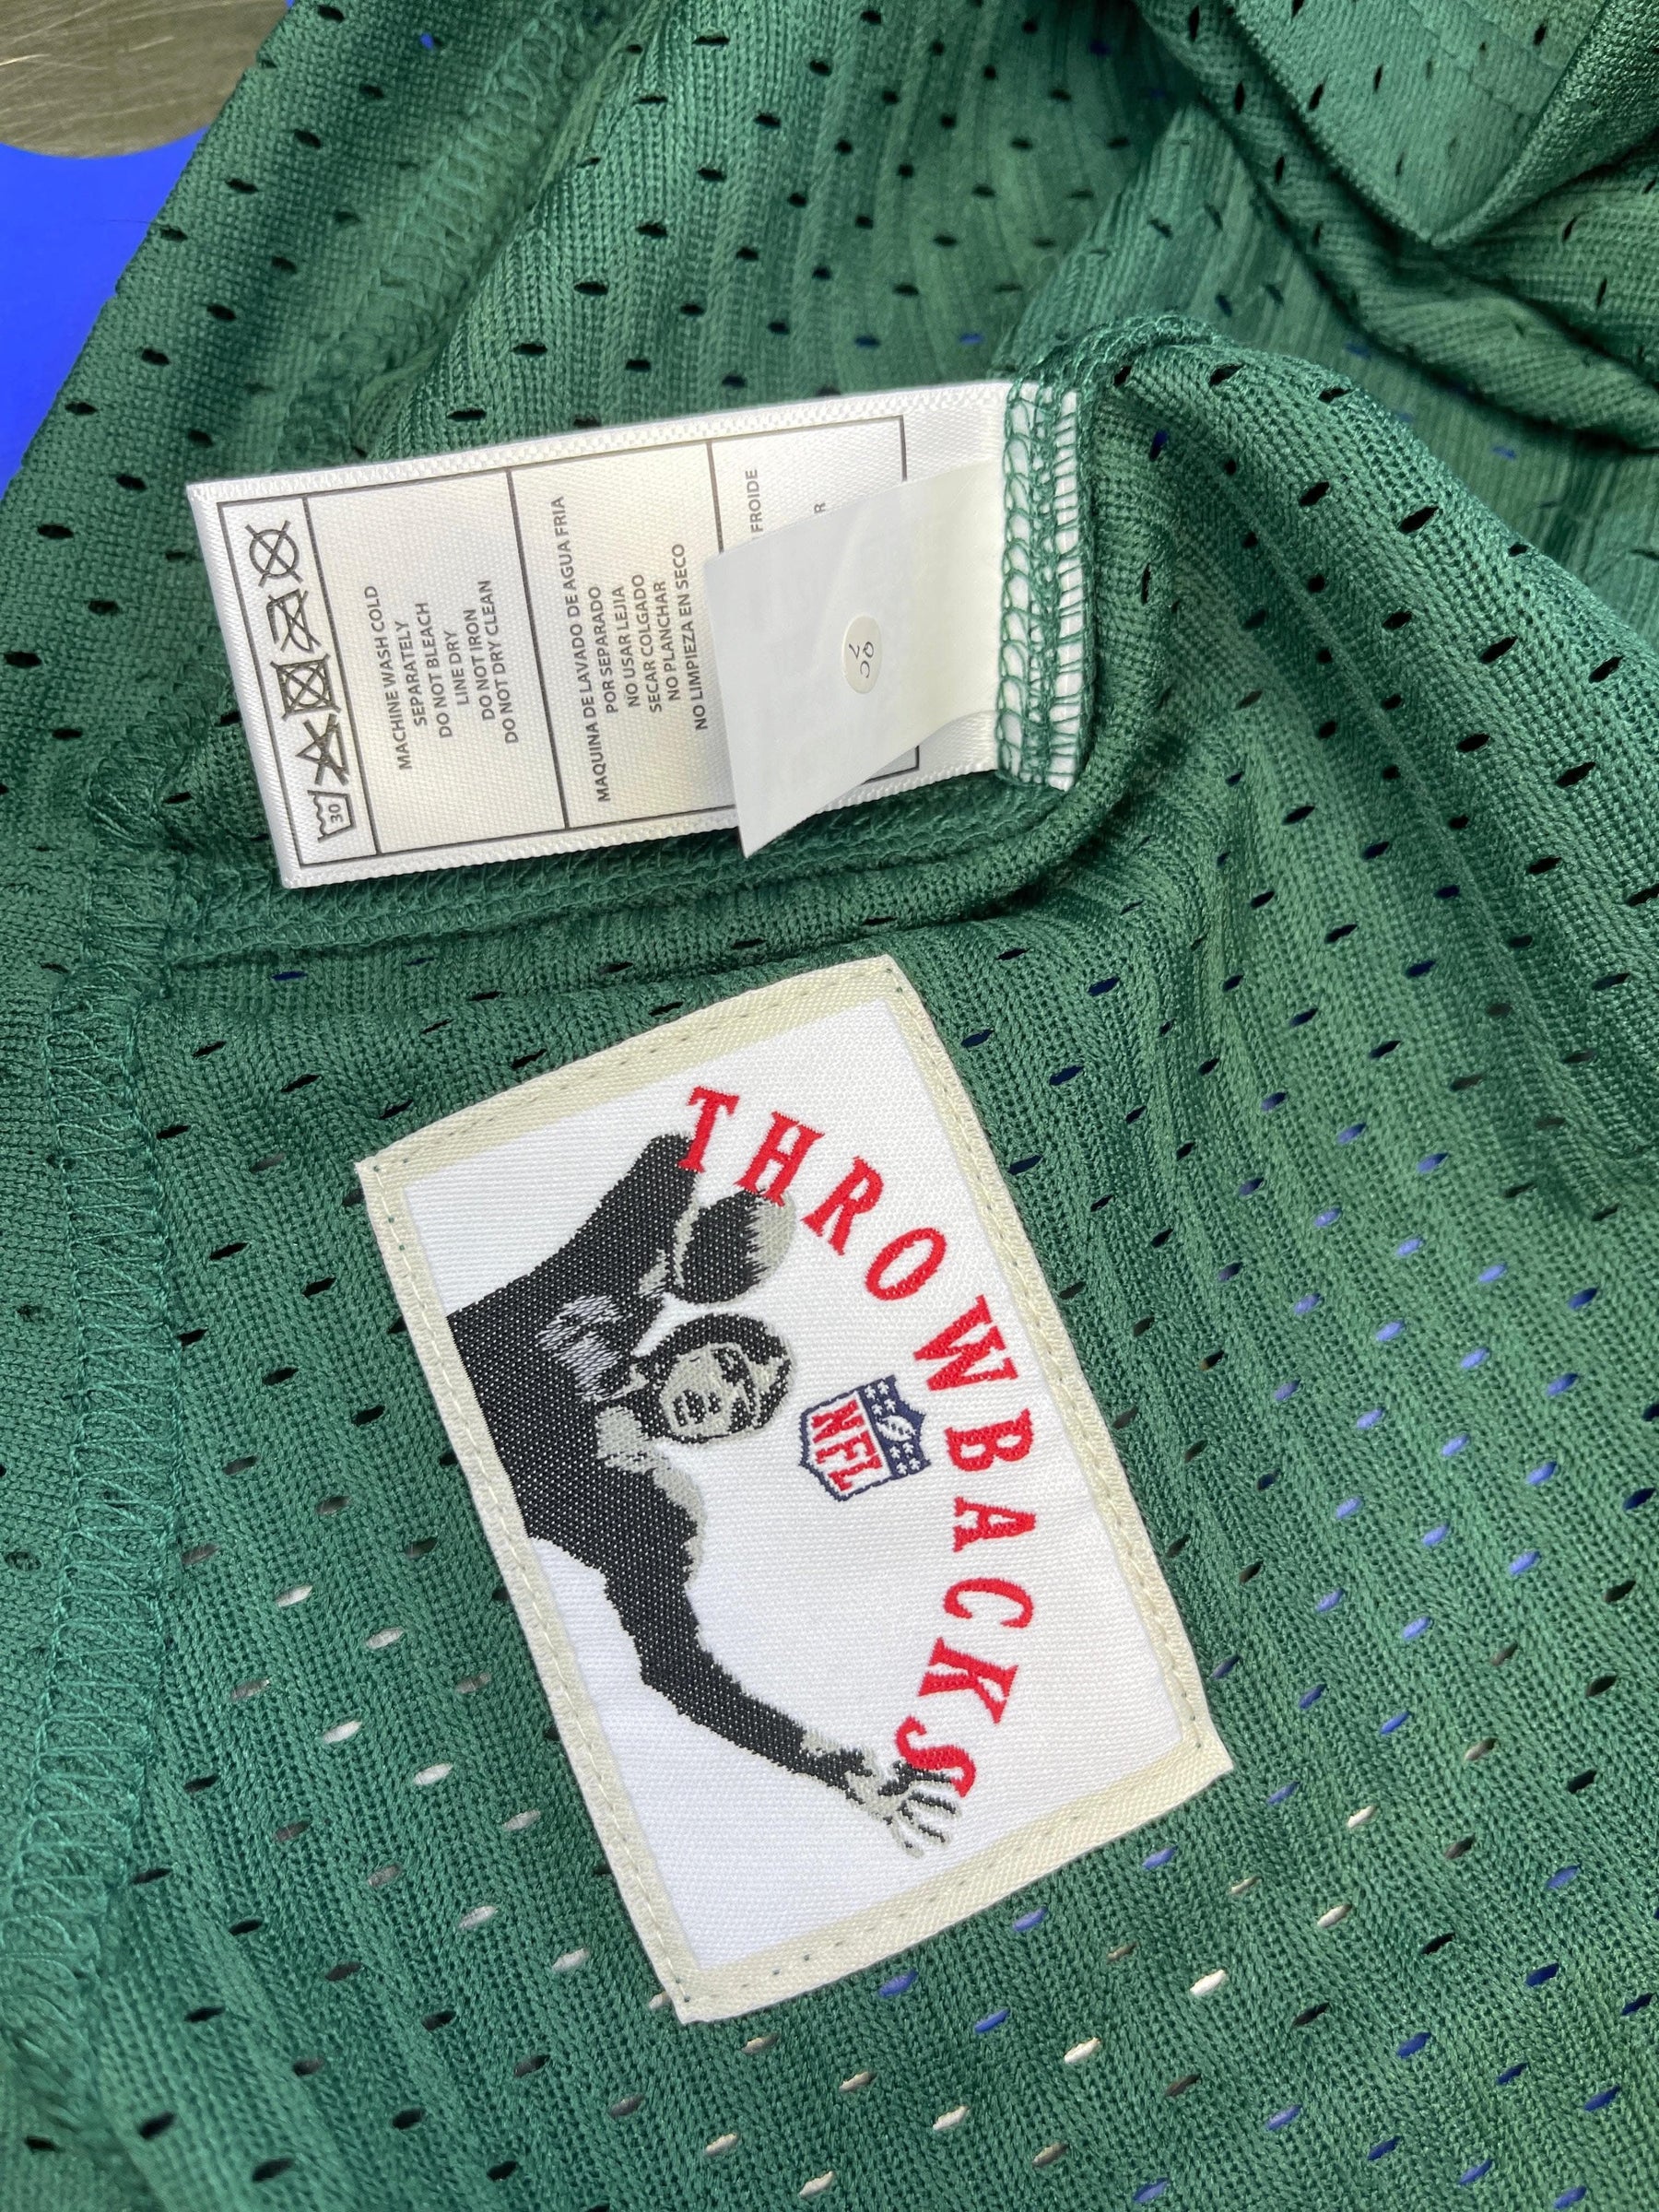 30
MACHINE WASH COLD
SEPARATELY
DO NOT BLEACH
LINE DRY
DO NOT IRON
DO NOT DRY CLEAN
MAQUINA DE LAVADO DE AGUA FRIA
POR SEPARADO
NO USAR LEJIA
SECAR COLGADO
NO PLANCHAR
NO LIMPIEZA EN SECO
FROIDE
R
QC
7
THROWBACKS
NFL